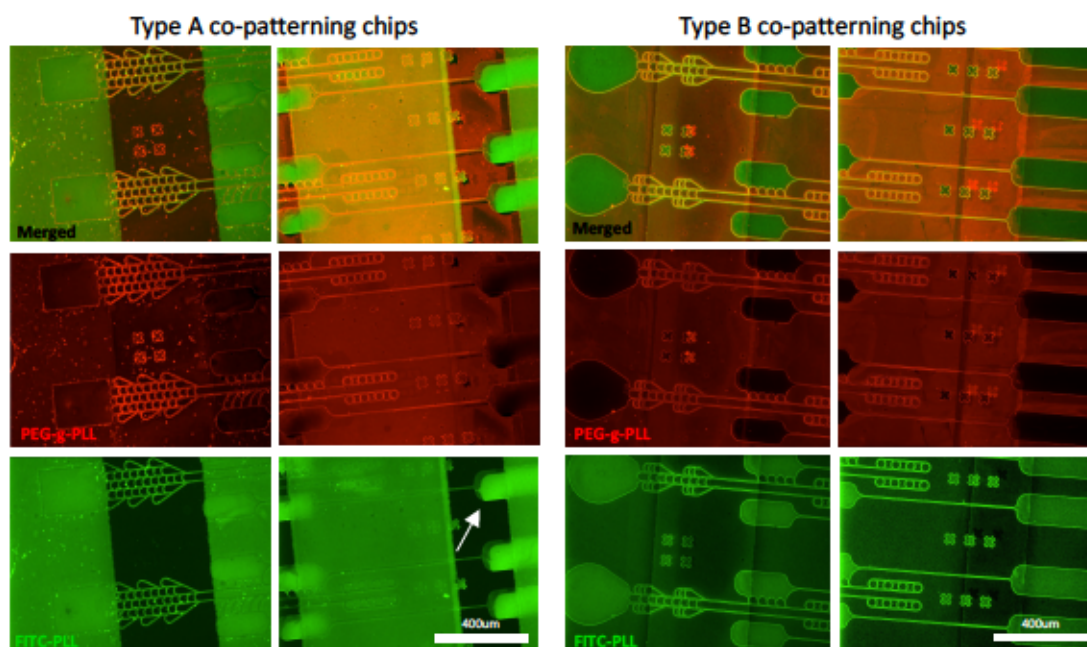 Type A co-patterning chips
Type B co-patterning chips
Merged
Merged
PEG-g-PLL
PEG-g-PLL
FITC-PLL
400um
FITC-PLL
400um